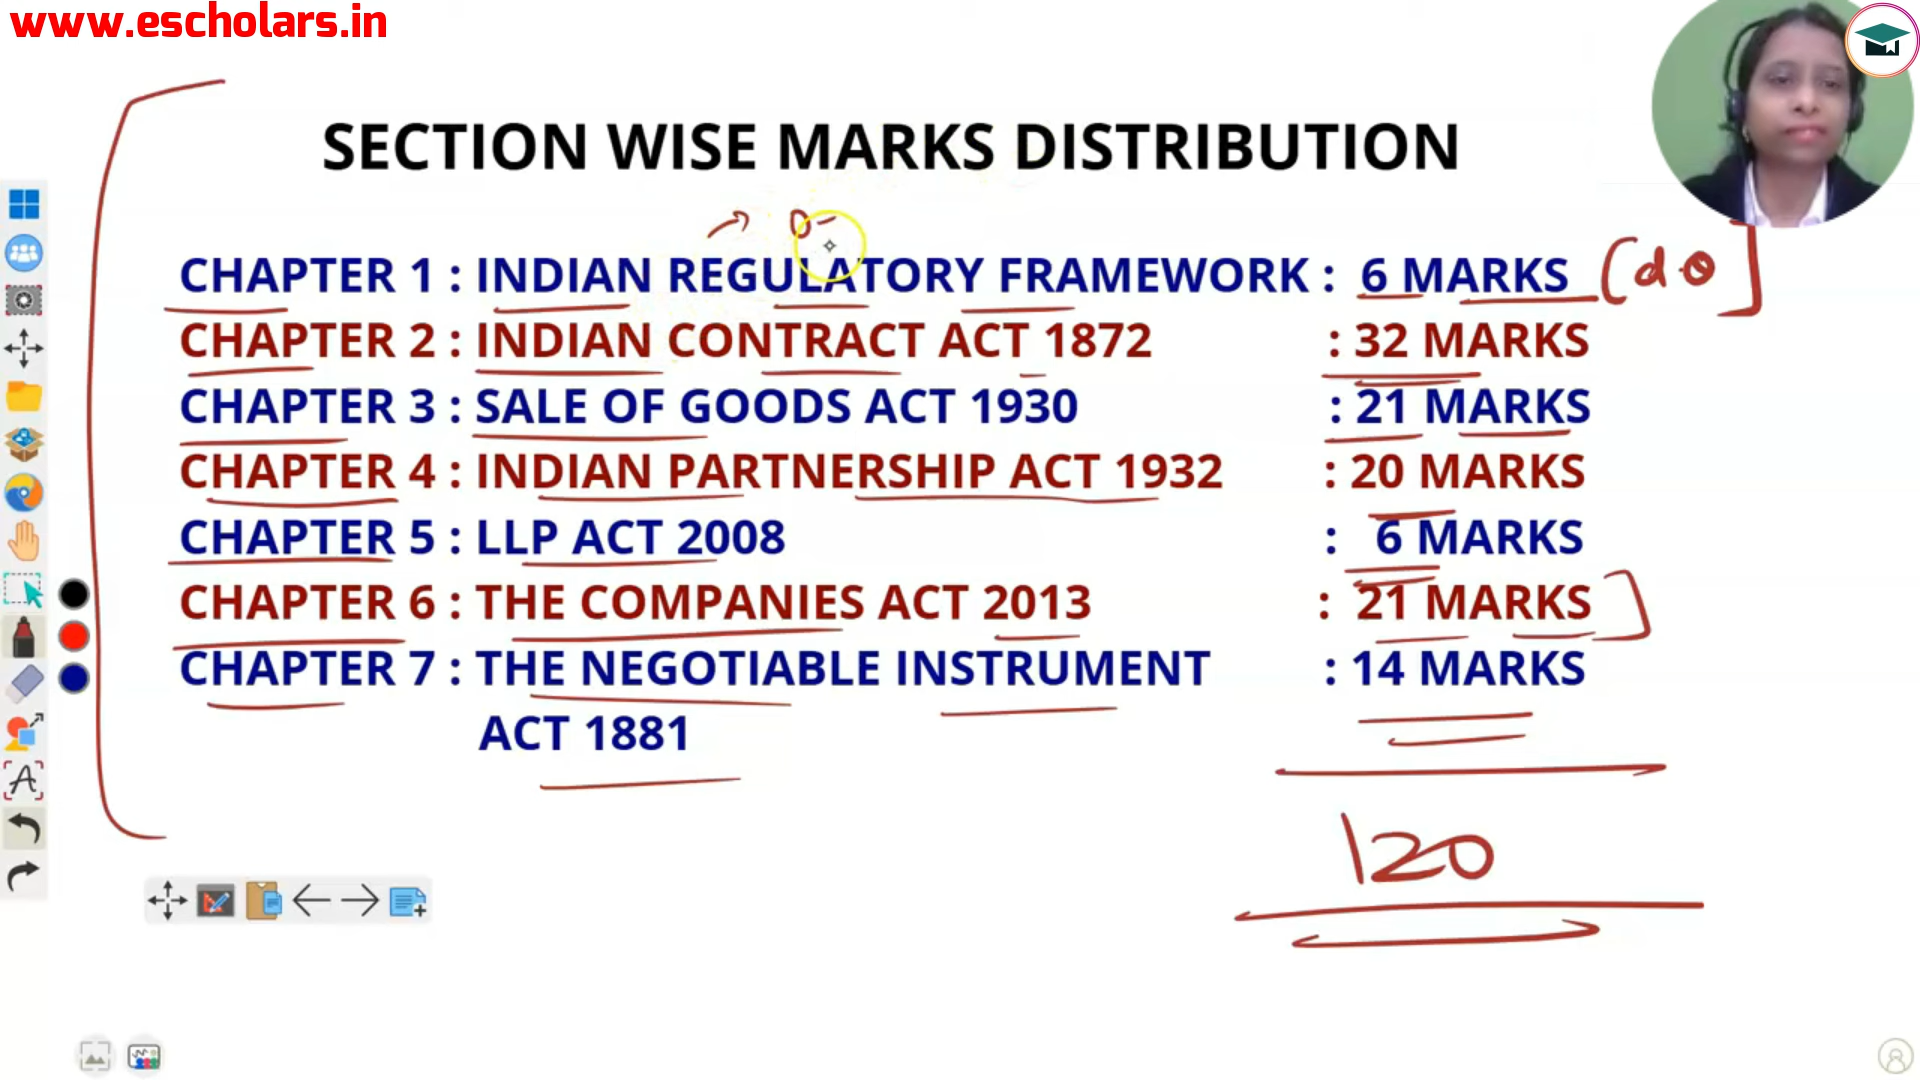 www.escholars.in
SECTION WISE MARKS DISTRIBUTION
CHAPTER 1 : INDIAN REGULATORY FRAMEWORK : 6 MARKS
CHAPTER 2 : INDIAN CONTRACT ACT 1872 : 32 MARKS
CHAPTER 3 : SALE OF GOODS ACT 1930 : 21 MARKS
CHAPTER 4 : INDIAN PARTNERSHIP ACT 1932 : 20 MARKS
CHAPTER 5 : LLP ACT 2008 : 6 MARKS
CHAPTER 6 : THE COMPANIES ACT 2013 : 21 MARKS
CHAPTER 7 : THE NEGOTIABLE INSTRUMENT : 14 MARKS
ACT 1881
120